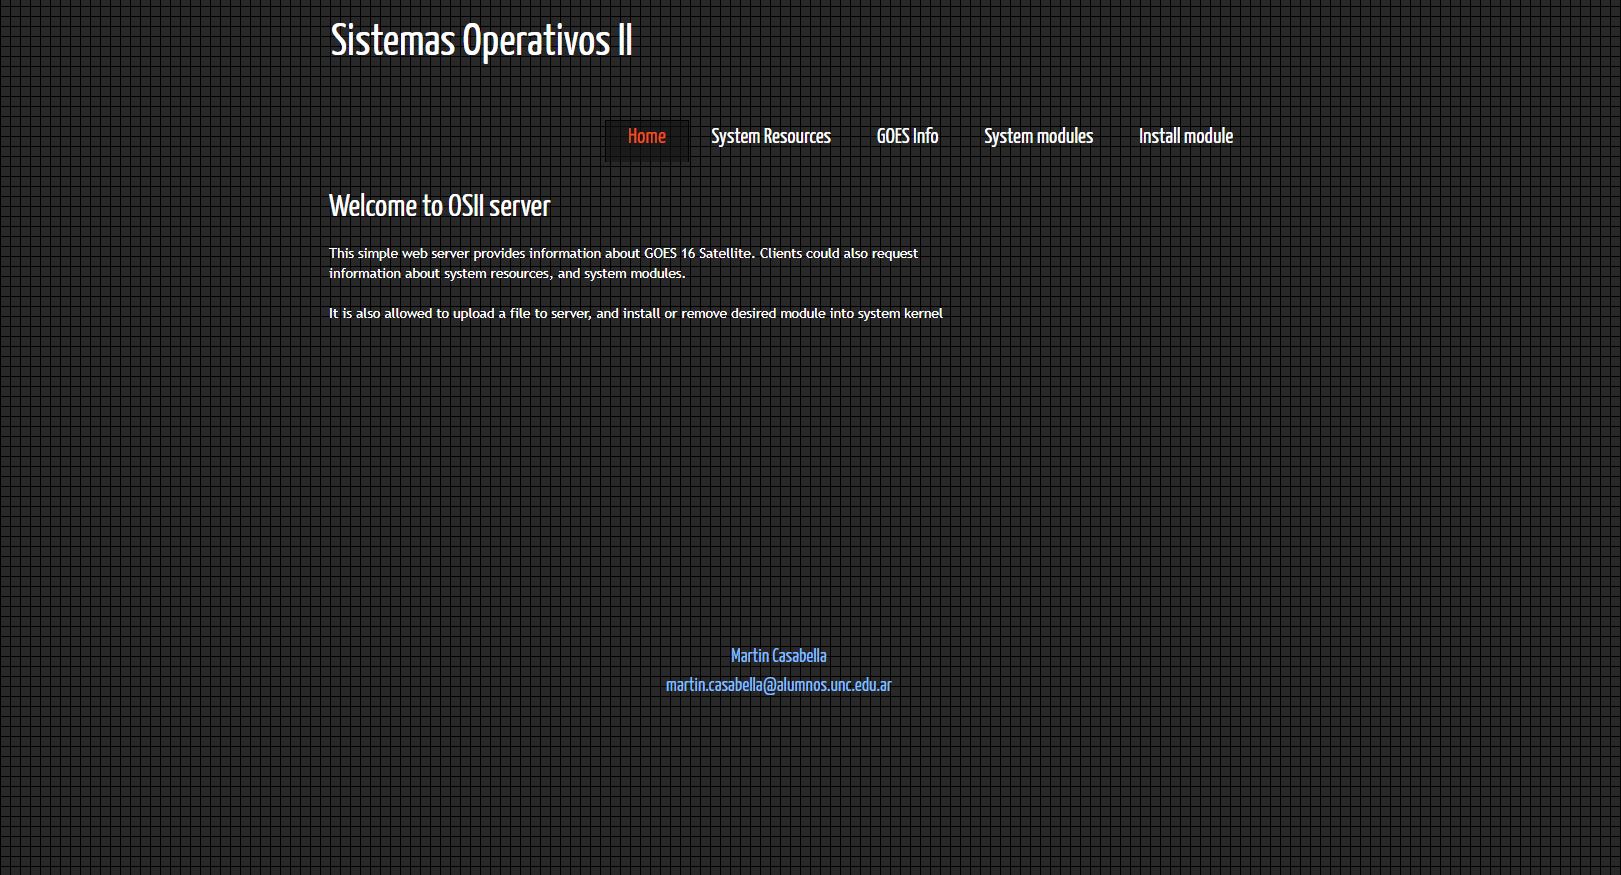 Sistemas Operativos II
Home System Resources GOES Info System modules Install module
Welcome to OSII server
This simple web server provides information about GOES 16 Satellite. Clients could also request
information about system resources, and system modules.
It is also allowed to upload a file to server, and install or remove desired module into system kernel
Martin Casabella
martin.casabella@alumnos.unc.edu.ar